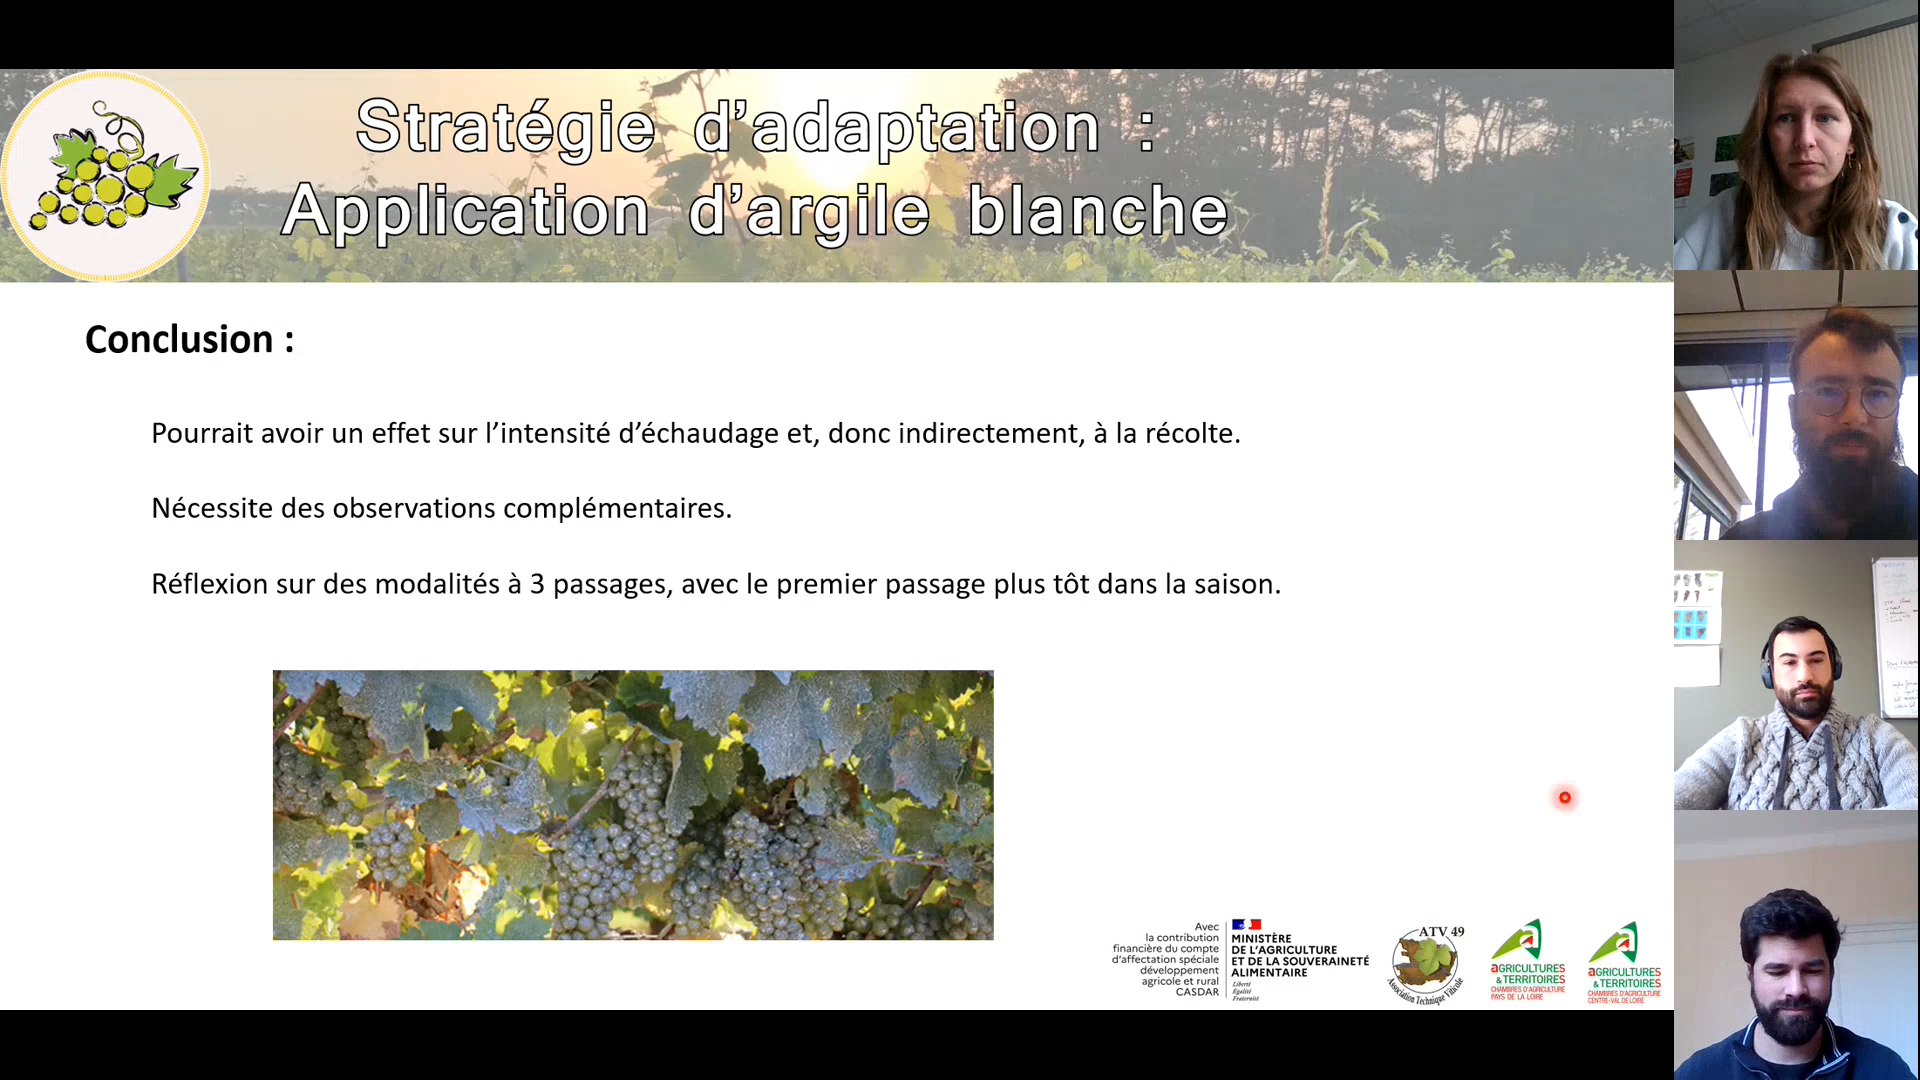 Stratégie d'adaptation :
Application d'argile blanche
Conclusion :
Pourrait avoir un effet sur l'intensité d'échaudage et, donc indirectement, à la récolte.
Nécessite des observations complémentaires.
Réflexion sur des modalités à 3 passages, avec le premier passage plus tôt dans la saison.
Avec
la contribution
financière du compte
d'affectation spéciale
développement
agricole et rural
CASDAR
MINISTÈRE
DE L'AGRICULTURE
ET DE LA SOUVERAINETÉ
ALIMENTAIRE
Liberté
Égalité
Fraternité
ATV 49
Association Technique Viticole
AGRICULTURES
& TERRITOIRES
CHAMBRES D'AGRICULTURE
PAYS DE LA LOIRE
AGRICULTURES
& TERRITOIRES
CHAMBRES D'AGRICULTURE
CENTRE-VAL DE LOIRE